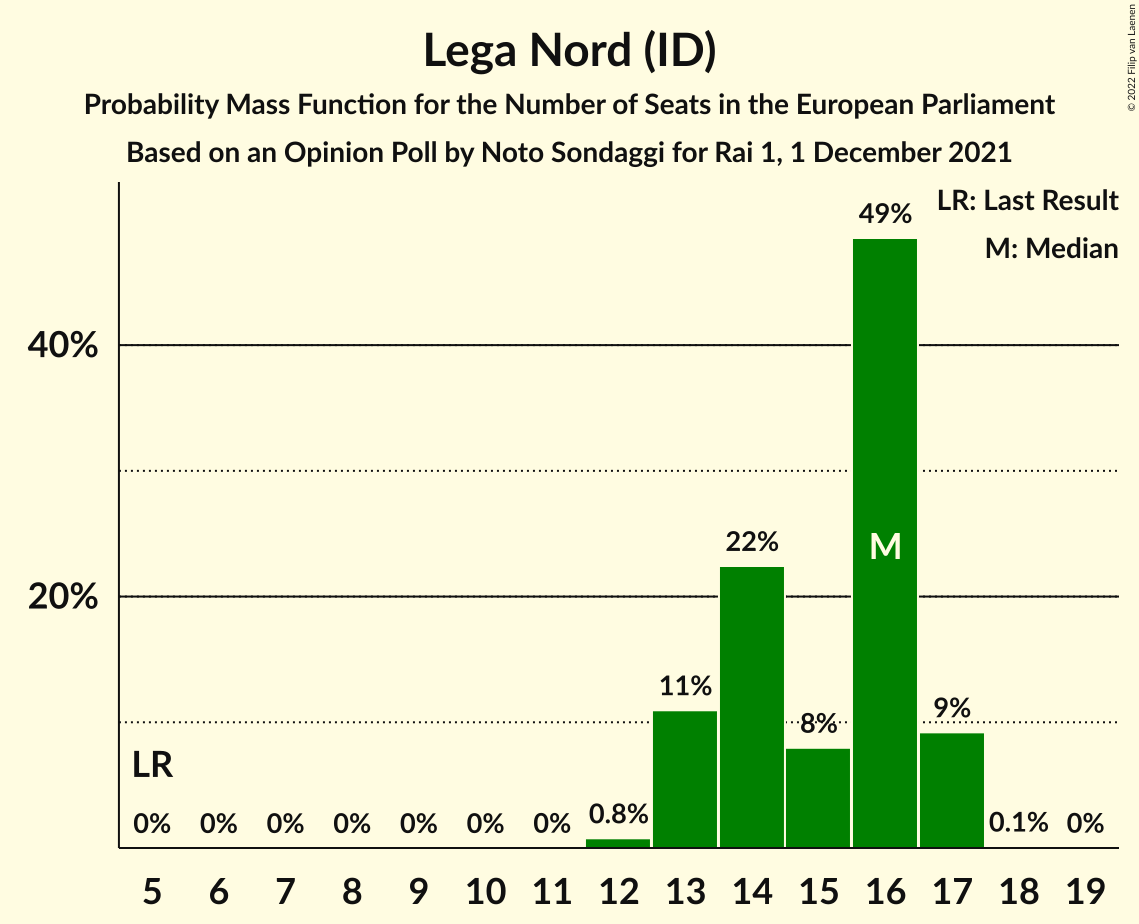 © 2022 Filip van Laenen
Lega Nord (ID)
Probability Mass Function for the Number of Seats in the European Parliament
Based on an Opinion Poll by Noto Sondaggi for Rai 1, 1 December 2021
LR: Last Result
M: Median
49%
40%
M
22%
20%
11%
9%
8%
LR
0% 0% 0% 0% 0% 0% 0% 0.8% 0.1% 0%
5 6 7 8 9 10 11 12 13 14 15 16 17 18 19